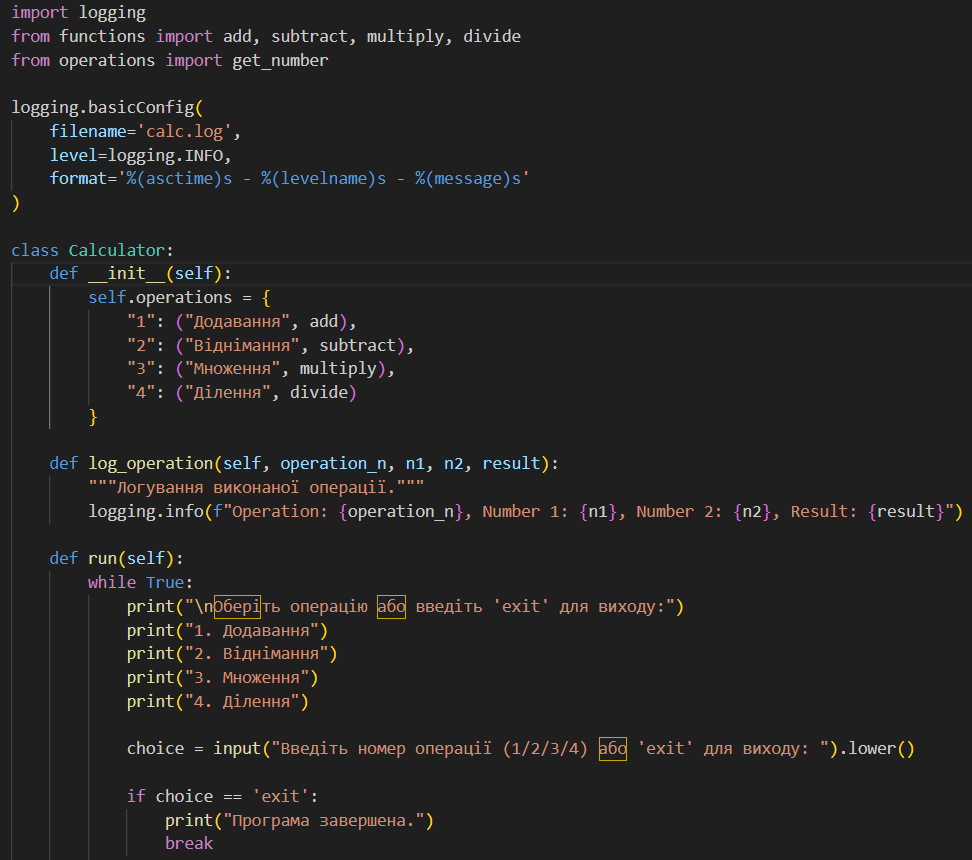 import logging
from functions import add, subtract, multiply, divide
from operations import get_number

logging.basicConfig(
    filename='calc.log',
    level=logging.INFO,
    format='%(asctime)s - %(levelname)s - %(message)s'
)

class Calculator:
    def __init__(self):
        self.operations = {
            "1": ("Додавання", add),
            "2": ("Віднімання", subtract),
            "3": ("Множення", multiply),
            "4": ("Ділення", divide)
        }

    def log_operation(self, operation_n, n1, n2, result):
        """Логування виконаної операції."""
        logging.info(f"Operation: {operation_n}, Number 1: {n1}, Number 2: {n2}, Result: {result}")

    def run(self):
        while True:
            print("\nОберіть операцію або введіть 'exit' для виходу:")
            print("1. Додавання")
            print("2. Віднімання")
            print("3. Множення")
            print("4. Ділення")

            choice = input("Введіть номер операції (1/2/3/4) або 'exit' для виходу: ").lower()

            if choice == 'exit':
                print("Програма завершена.")
                break